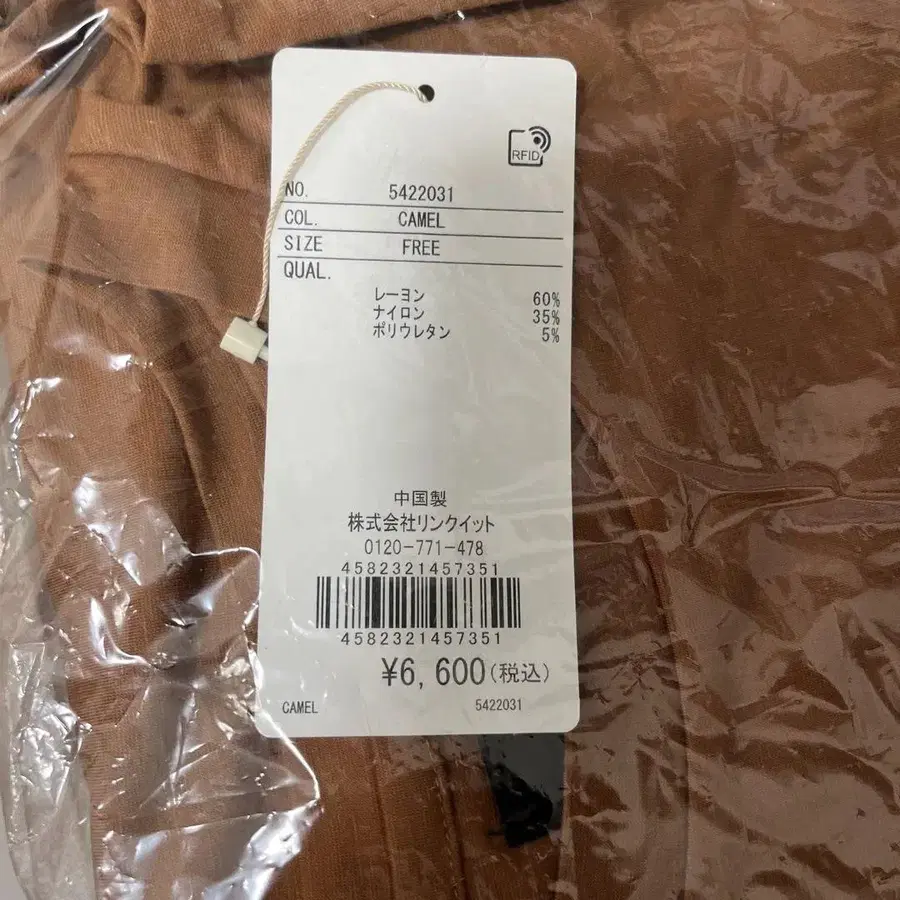 RFID
NO. 5422031
COL. CAMEL
SIZE FREE
QUAL.
レーヨン 60%
ナイロン 35%
ポリウレタン 5%
中国製
株式会社リンクイット
0120-771-478
4582321457351
4582321457351
¥6,600(税込)
CAMEL 5422031